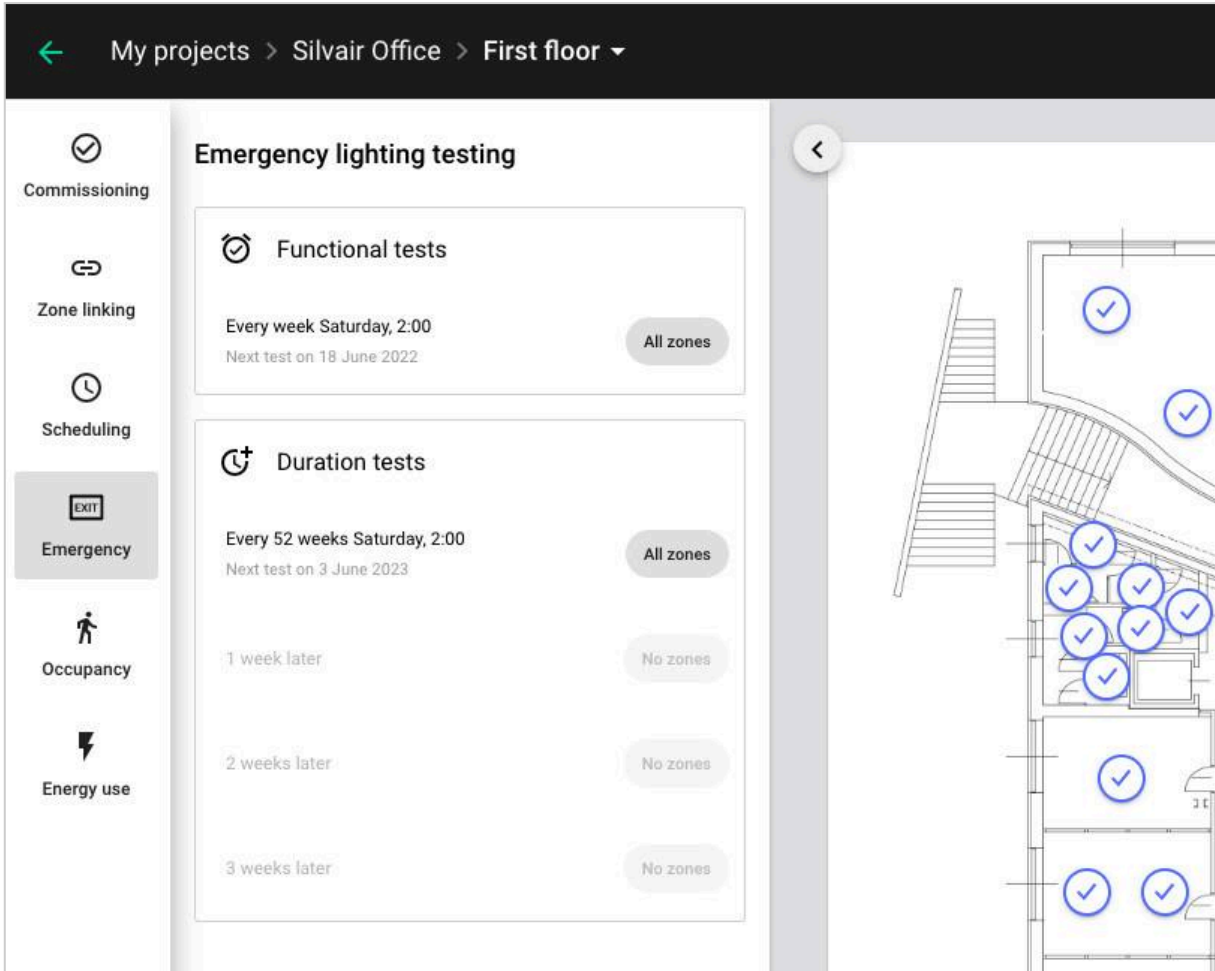 My projects > Silvair Office > First floor
Commissioning
Zone linking
Scheduling
EXIT
Emergency
Occupancy
Energy use
Emergency lighting testing
Functional tests
Every week Saturday, 2:00
Next test on 18 June 2022
All zones
Duration tests
Every 52 weeks Saturday, 2:00
Next test on 3 June 2023
All zones
1 week later
No zones
2 weeks later
No zones
3 weeks later
No zones